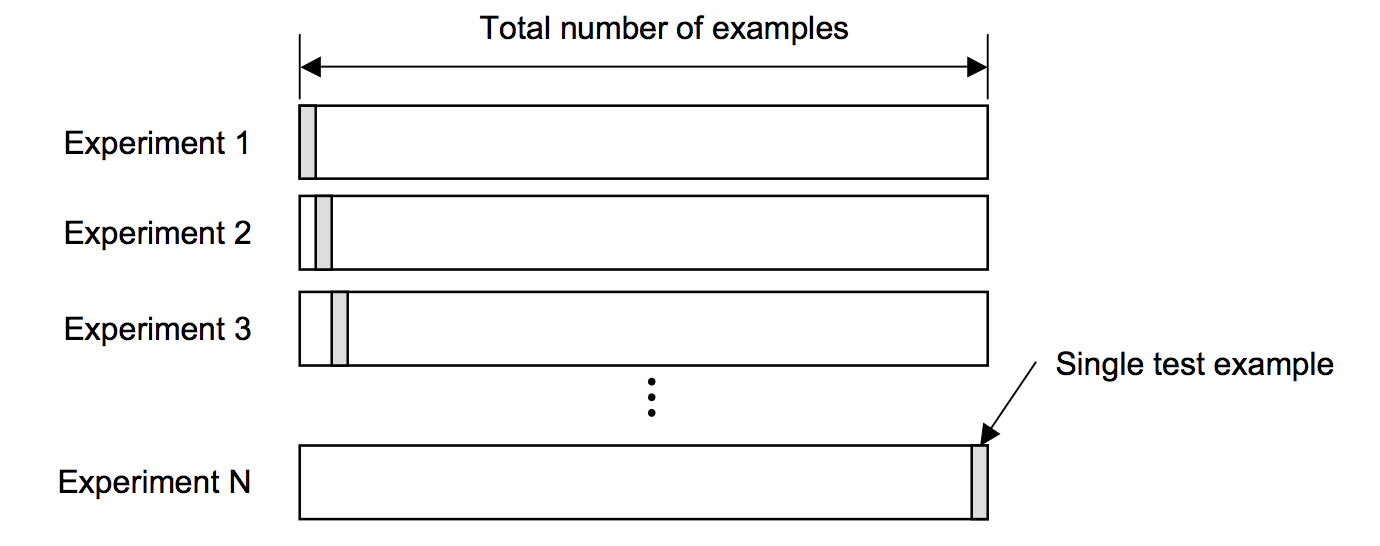 Total number of examples
Experiment 1
Experiment 2
Experiment 3
Single test example
Experiment N